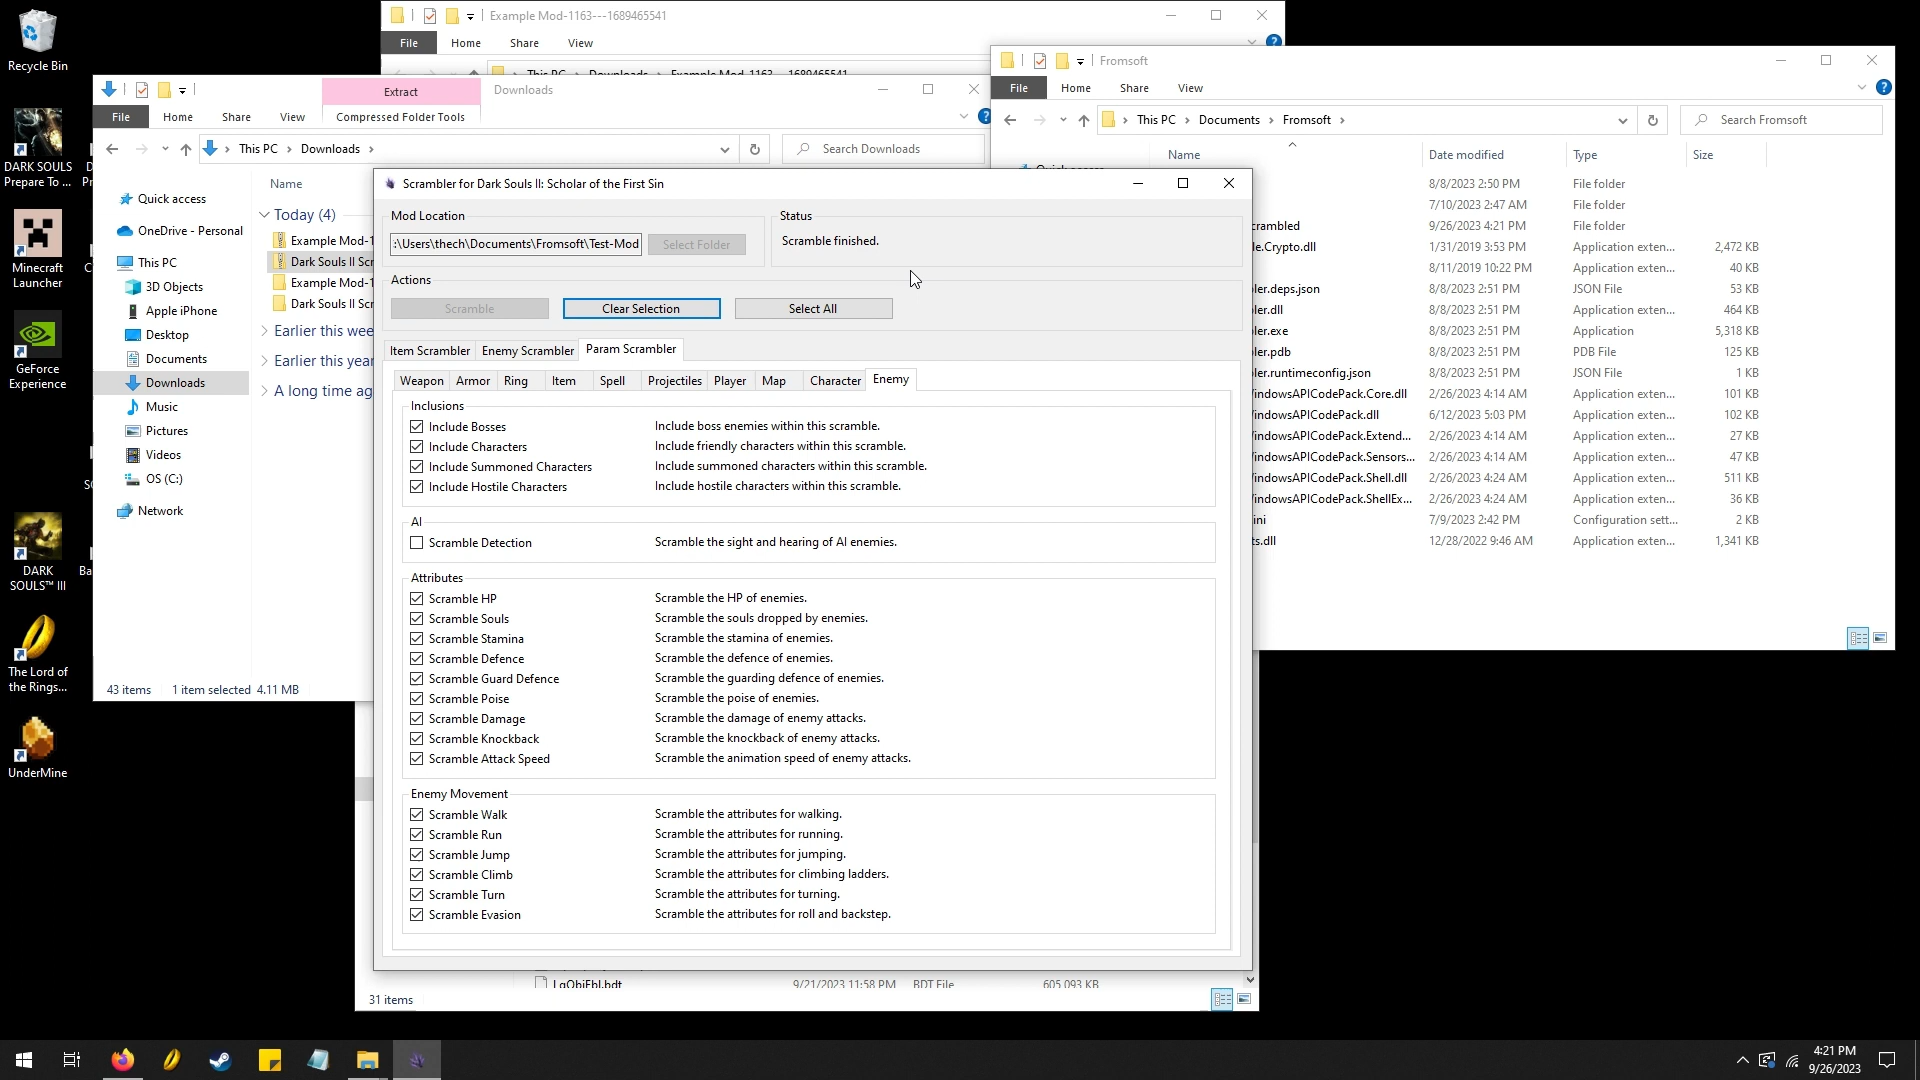 Recycle Bin
DARK SOULS
Prepare To ...
Minecraft
Launcher
GeForce
Experience
DARK
SOULS™ III
The Lord of
the Rings...
UnderMine
Example Mod-1163---1689465541
File
Home
Share
View
This PC
Downloads
Example Mod-1163---1689465541
Extract
Downloads
File
Home
Share
View
Compressed Folder Tools
This PC
Downloads
Search Downloads
Quick access
OneDrive - Personal
This PC
3D Objects
Apple iPhone
Desktop
Documents
Downloads
Music
Pictures
Videos
OS (C:)
Network
Name
Today (4)
Example Mod-1
Dark Souls II Scr
Example Mod-1
Dark Souls II Scr
Earlier this wee
Earlier this year
A long time ag
43 items
1 item selected 4.11 MB
Fromsoft
File
Home
Share
View
This PC
Documents
Fromsoft
Search Fromsoft
Name
Date modified
Type
Size
8/8/2023 2:50 PM File folder
7/10/2023 2:47 AM File folder
crambled 9/26/2023 4:21 PM File folder
le.Crypto.dll 1/31/2019 3:53 PM Application exten... 2,472 KB
8/11/2019 10:22 PM Application exten... 40 KB
ler.deps.json 8/8/2023 2:51 PM JSON File 53 KB
ler.dll 8/8/2023 2:51 PM Application exten... 464 KB
ler.exe 8/8/2023 2:51 PM Application 5,318 KB
ler.pdb 8/8/2023 2:51 PM PDB File 125 KB
ler.runtimeconfig.json 8/8/2023 2:51 PM JSON File 1 KB
indowsAPICodePack.Core.dll 2/26/2023 4:14 AM Application exten... 101 KB
indowsAPICodePack.dll 6/12/2023 5:03 PM Application exten... 102 KB
indowsAPICodePack.Extend... 2/26/2023 4:14 AM Application exten... 27 KB
indowsAPICodePack.Sensors... 2/26/2023 4:14 AM Application exten... 47 KB
indowsAPICodePack.Shell.dll 2/26/2023 4:24 AM Application exten... 511 KB
indowsAPICodePack.ShellEx... 2/26/2023 4:24 AM Application exten... 36 KB
ini 7/9/2023 2:42 PM Configuration sett... 2 KB
ts.dll 12/28/2022 9:46 AM Application exten... 1,341 KB
Scrambler for Dark Souls II: Scholar of the First Sin
Mod Location
:\Users\thech\Documents\Fromsoft\Test-Mod
Select Folder
Status
Scramble finished.
Actions
Scramble
Clear Selection
Select All
Item Scrambler
Enemy Scrambler
Param Scrambler
Weapon
Armor
Ring
Item
Spell
Projectiles
Player
Map
Character
Enemy
Inclusions
Include Bosses Include boss enemies within this scramble.
Include Characters Include friendly characters within this scramble.
Include Summoned Characters Include summoned characters within this scramble.
Include Hostile Characters Include hostile characters within this scramble.
AI
Scramble Detection Scramble the sight and hearing of AI enemies.
Attributes
Scramble HP Scramble the HP of enemies.
Scramble Souls Scramble the souls dropped by enemies.
Scramble Stamina Scramble the stamina of enemies.
Scramble Defence Scramble the defence of enemies.
Scramble Guard Defence Scramble the guarding defence of enemies.
Scramble Poise Scramble the poise of enemies.
Scramble Damage Scramble the damage of enemy attacks.
Scramble Knockback Scramble the knockback of enemy attacks.
Scramble Attack Speed Scramble the animation speed of enemy attacks.
Enemy Movement
Scramble Walk Scramble the attributes for walking.
Scramble Run Scramble the attributes for running.
Scramble Jump Scramble the attributes for jumping.
Scramble Climb Scramble the attributes for climbing ladders.
Scramble Turn Scramble the attributes for turning.
Scramble Evasion Scramble the attributes for roll and backstep.
LqObjFbl.bdt 9/21/2023 11:58 PM BDT File 605,093 KB
31 items
4:21 PM
9/26/2023